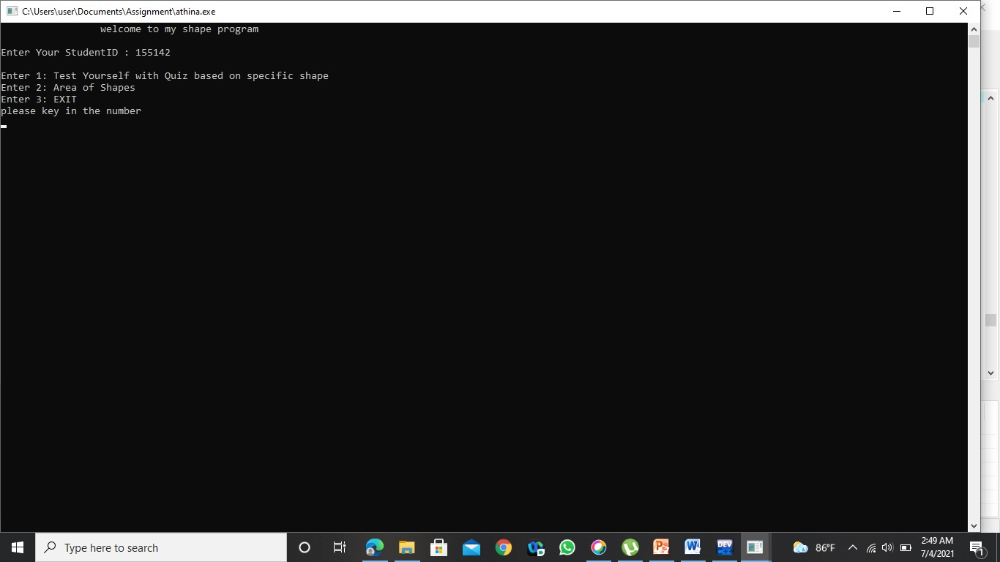 C:\Users\user\Documents\Assignment\athina.exe
welcome to my shape program
Enter Your StudentID : 155142
Enter 1: Test Yourself with Quiz based on specific shape
Enter 2: Area of Shapes
Enter 3: EXIT
please key in the number
Type here to search
DEV
C++
86°F
2:49 AM
7/4/2021
1